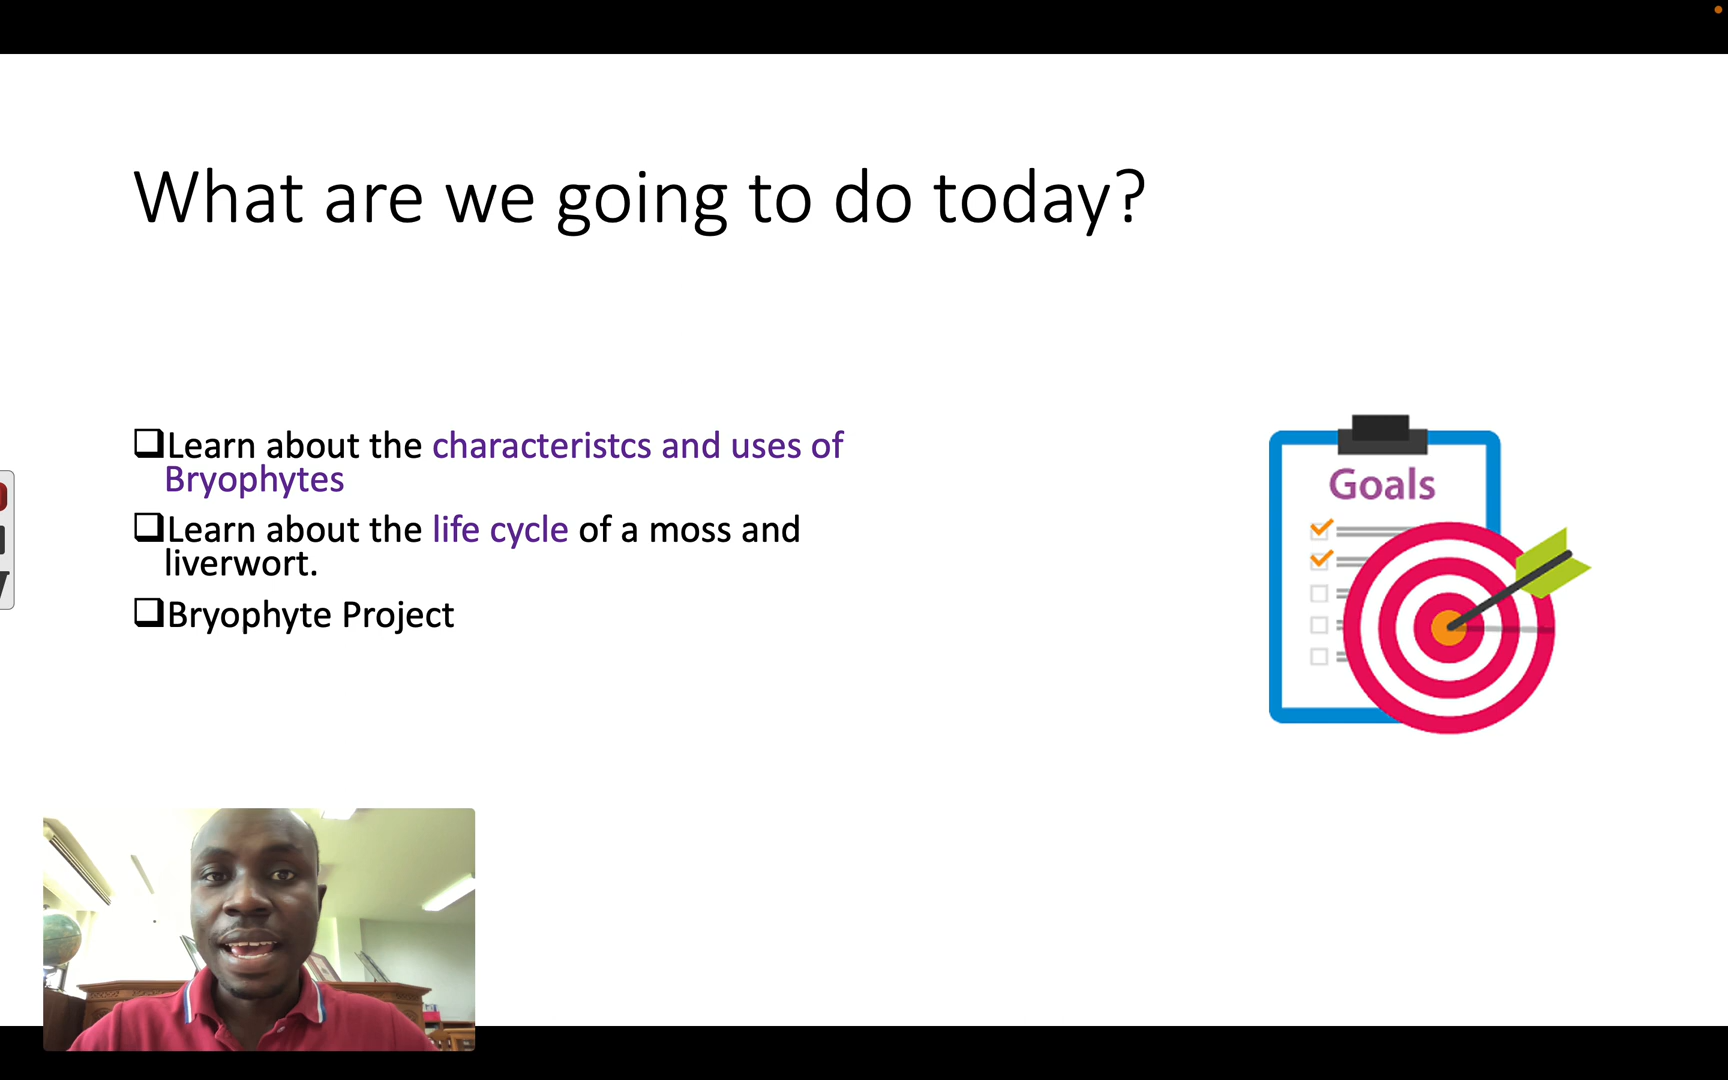 What are we going to do today?
Learn about the characteristcs and uses of
Bryophytes
Learn about the life cycle of a moss and
liverwort.
Bryophyte Project
Goals